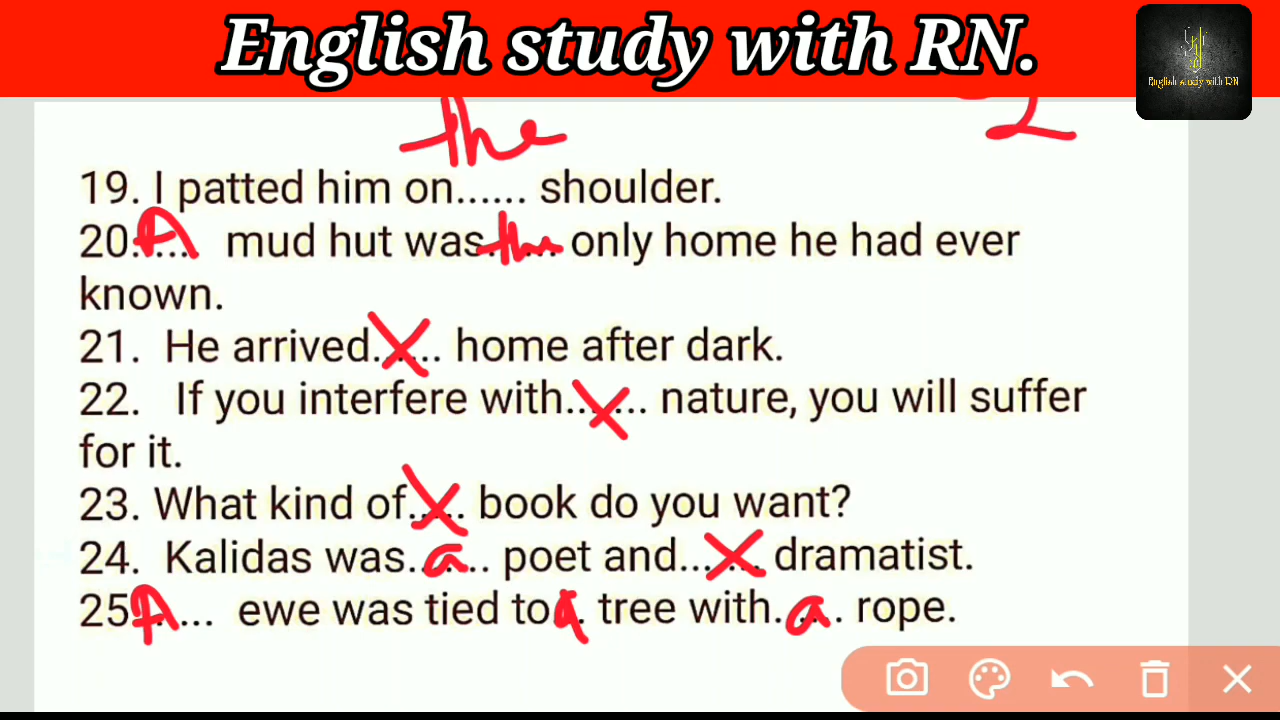 English study with RN.
English study with RN
the
2
19. I patted him on...... shoulder.
20. A .... mud hut was the .... only home he had ever
known.
21. He arrived. X .. home after dark.
22. If you interfere with.. X .. nature, you will suffer
for it.
23. What kind of. X . book do you want?
24. Kalidas was. a .. poet and... X dramatist.
25 A ... ewe was tied to a . tree with. a . rope.